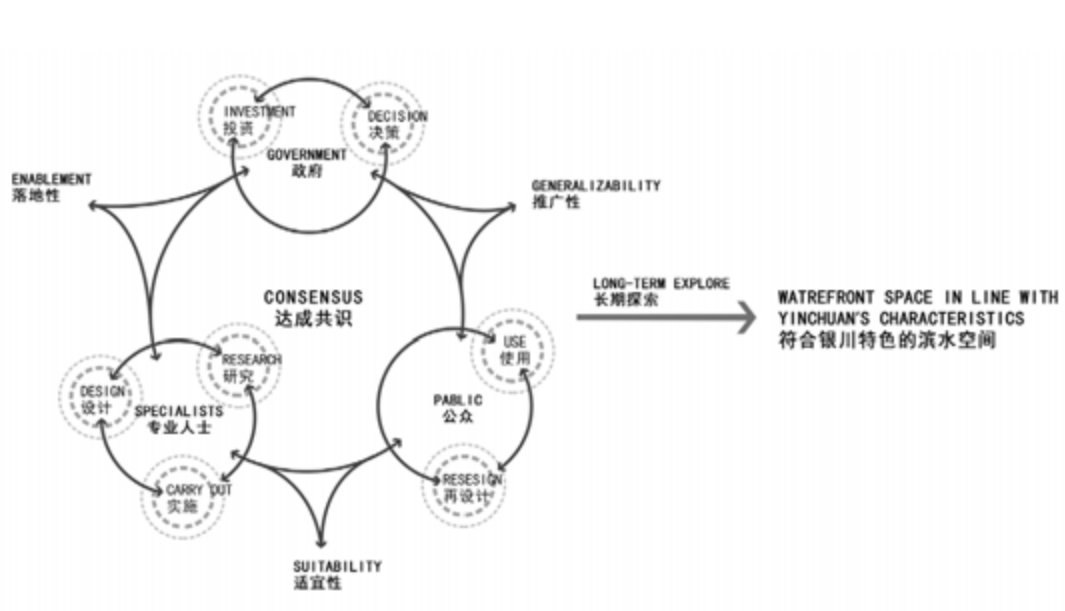 INVESTMENT
投资
DECISION
决策
GOVERNMENT
政府
ENABLEMENT
落地性
GENERALIZABILITY
推广性
CONSENSUS
达成共识
LONG-TERM EXPLORE
长期探索
WATREFRONT SPACE IN LINE WITH
YINCHUAN'S CHARACTERISTICS
符合银川特色的滨水空间
RESEARCH
研究
DESIGN
设计
SPECIALISTS
专业人士
CARRY OUT
实施
USE
使用
PABLIC
公众
RESESIGN
再设计
SUITABILITY
适宜性